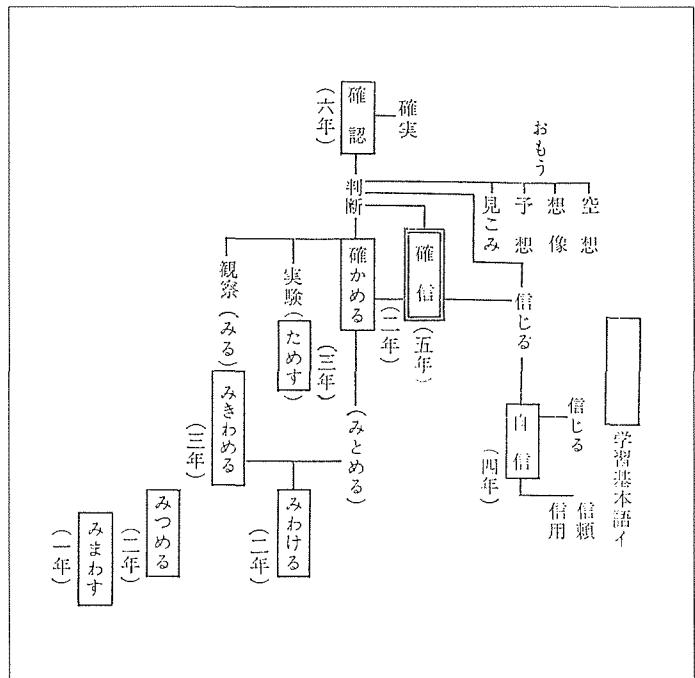 学習基本語イ
空想
想像
予想
見こみ
おもう
信じる
信じる
自信
(四年)
信頼
信用
確実
確認
(六年)
判断
確信
(五年)
確かめる
(二年)
(みとめる)
実験(ためす)
(三年)
観察(みる)
みきわめる
(三年)
みわける
(二年)
みつめる
(二年)
みまわす
(一年)